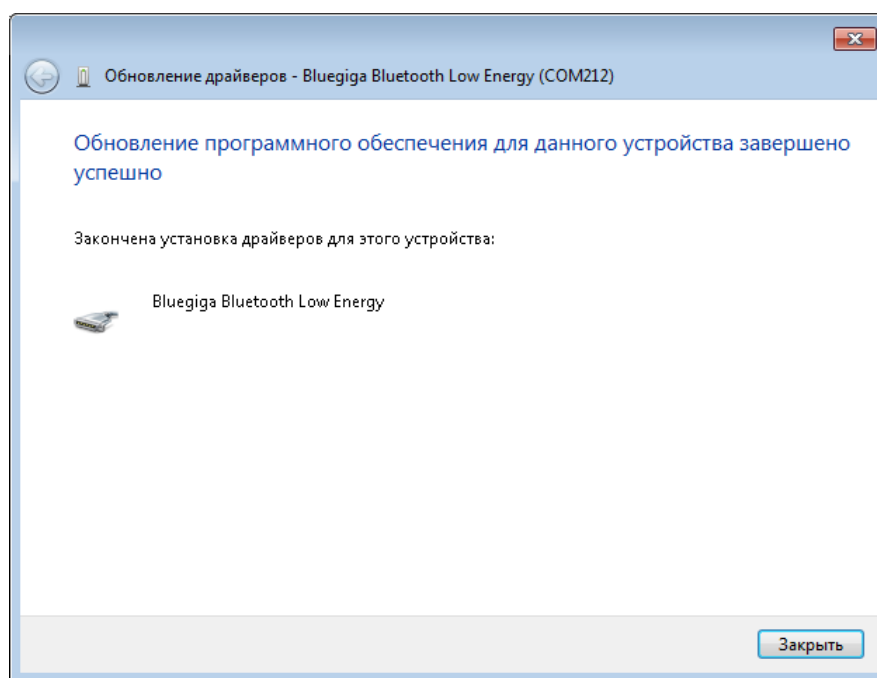 Обновление драйверов - Bluegiga Bluetooth Low Energy (COM212)
Обновление программного обеспечения для данного устройства завершено
успешно
Закончена установка драйверов для этого устройства:
Bluegiga Bluetooth Low Energy
Закрыть